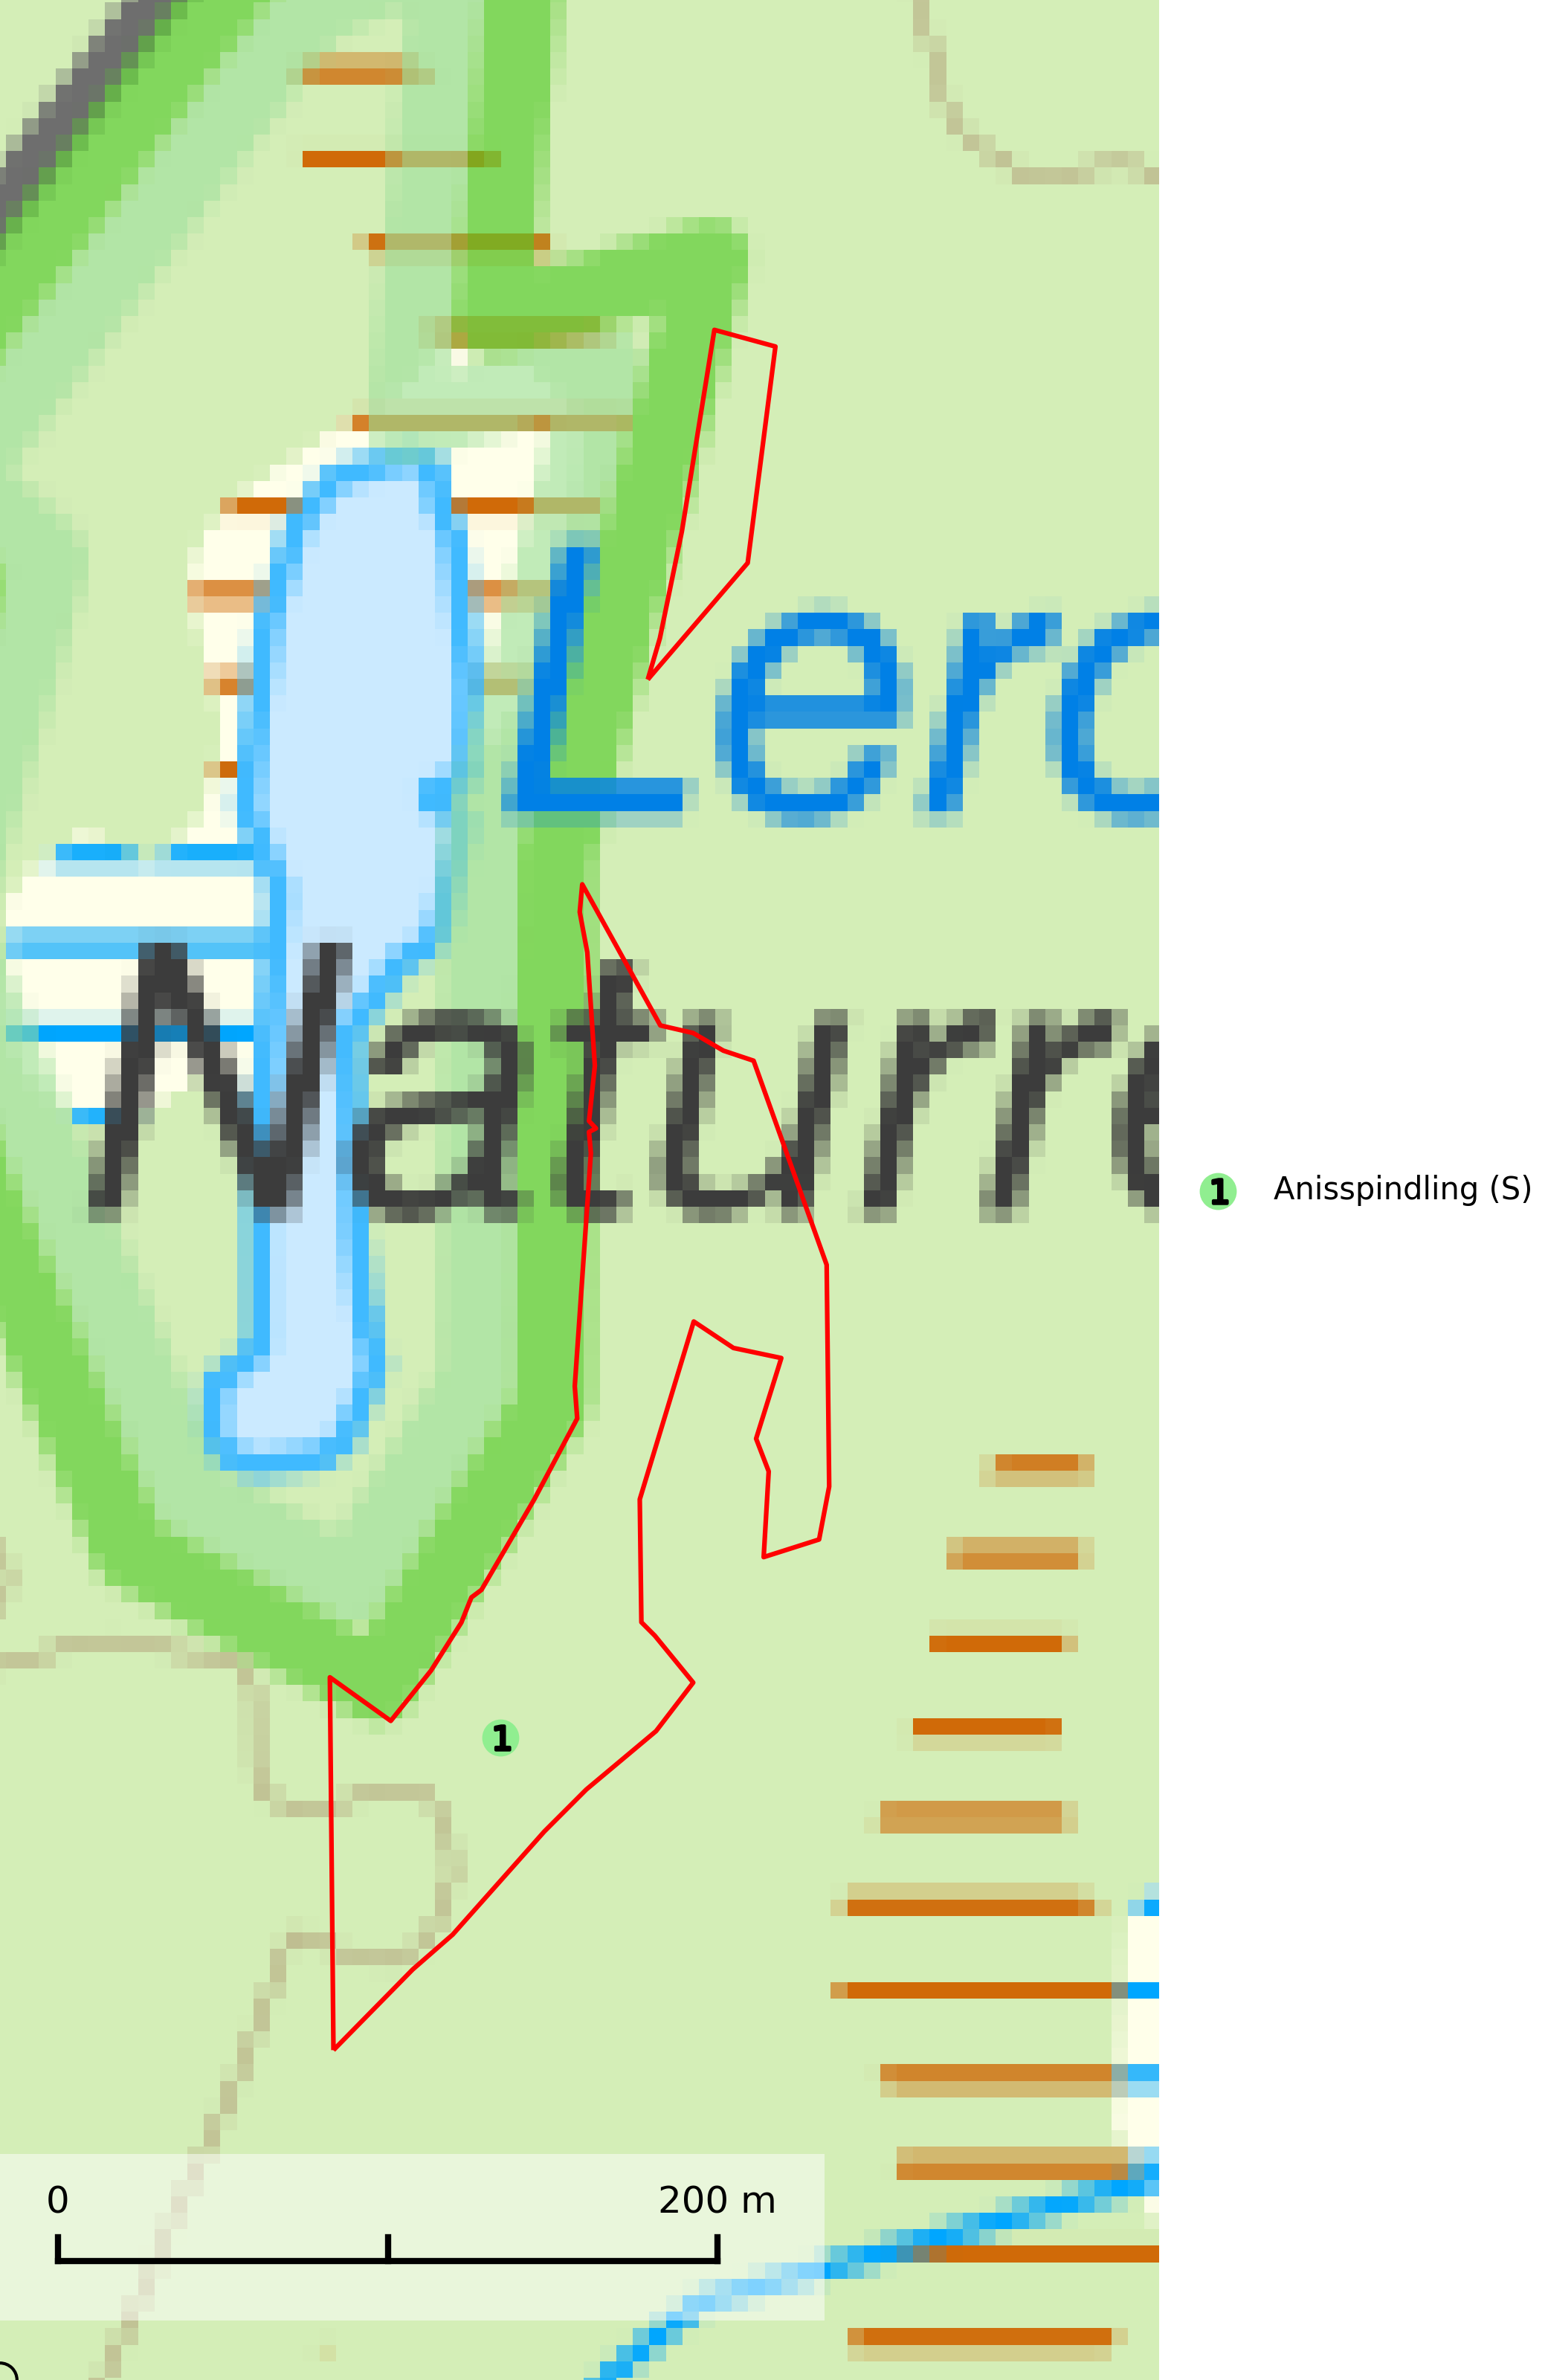 Lerc
Naturre
1 Anisspindling (S)
1
0 200 m